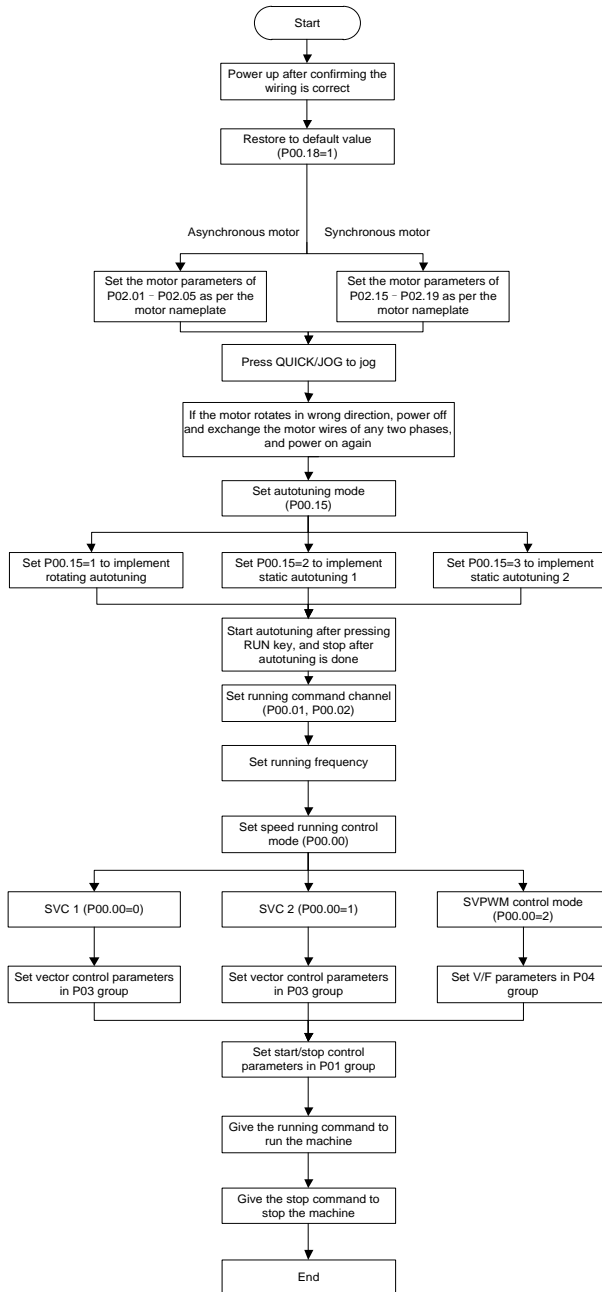 Start
Power up after confirming the
wiring is correct
Restore to default value
(P00.18=1)
Asynchronous motor
Synchronous motor
Set the motor parameters of
P02.01–P02.05 as per the
motor nameplate
Set the motor parameters of
P02.15–P02.19 as per the
motor nameplate
Press QUICK/JOG to jog
If the motor rotates in wrong direction, power off
and exchange the motor wires of any two phases,
and power on again
Set autotuning mode
(P00.15)
Set P00.15=1 to implement
rotating autotuning
Set P00.15=2 to implement
static autotuning 1
Set P00.15=3 to implement
static autotuning 2
Start autotuning after pressing
RUN key, and stop after
autotuning is done
Set running command channel
(P00.01, P00.02)
Set running frequency
Set speed running control
mode (P00.00)
SVC 1 (P00.00=0)
SVC 2 (P00.00=1)
SVPWM control mode
(P00.00=2)
Set vector control parameters
in P03 group
Set vector control parameters
in P03 group
Set V/F parameters in P04
group
Set start/stop control
parameters in P01 group
Give the running command to
run the machine
Give the stop command to
stop the machine
End